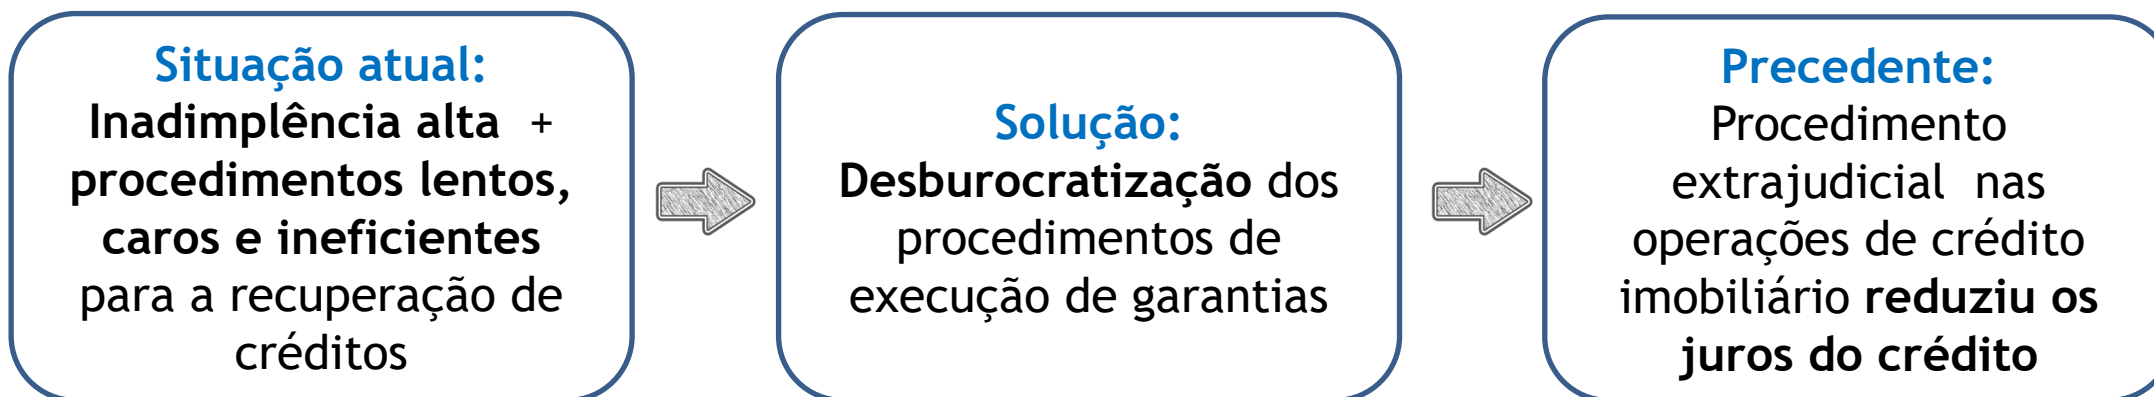 Situação atual:
Inadimplência alta +
procedimentos lentos,
caros e ineficientes
para a recuperação de
créditos
Solução:
Desburocratização dos
procedimentos de
execução de garantias
Precedente:
Procedimento
extrajudicial nas
operações de crédito
imobiliário reduziu os
juros do crédito